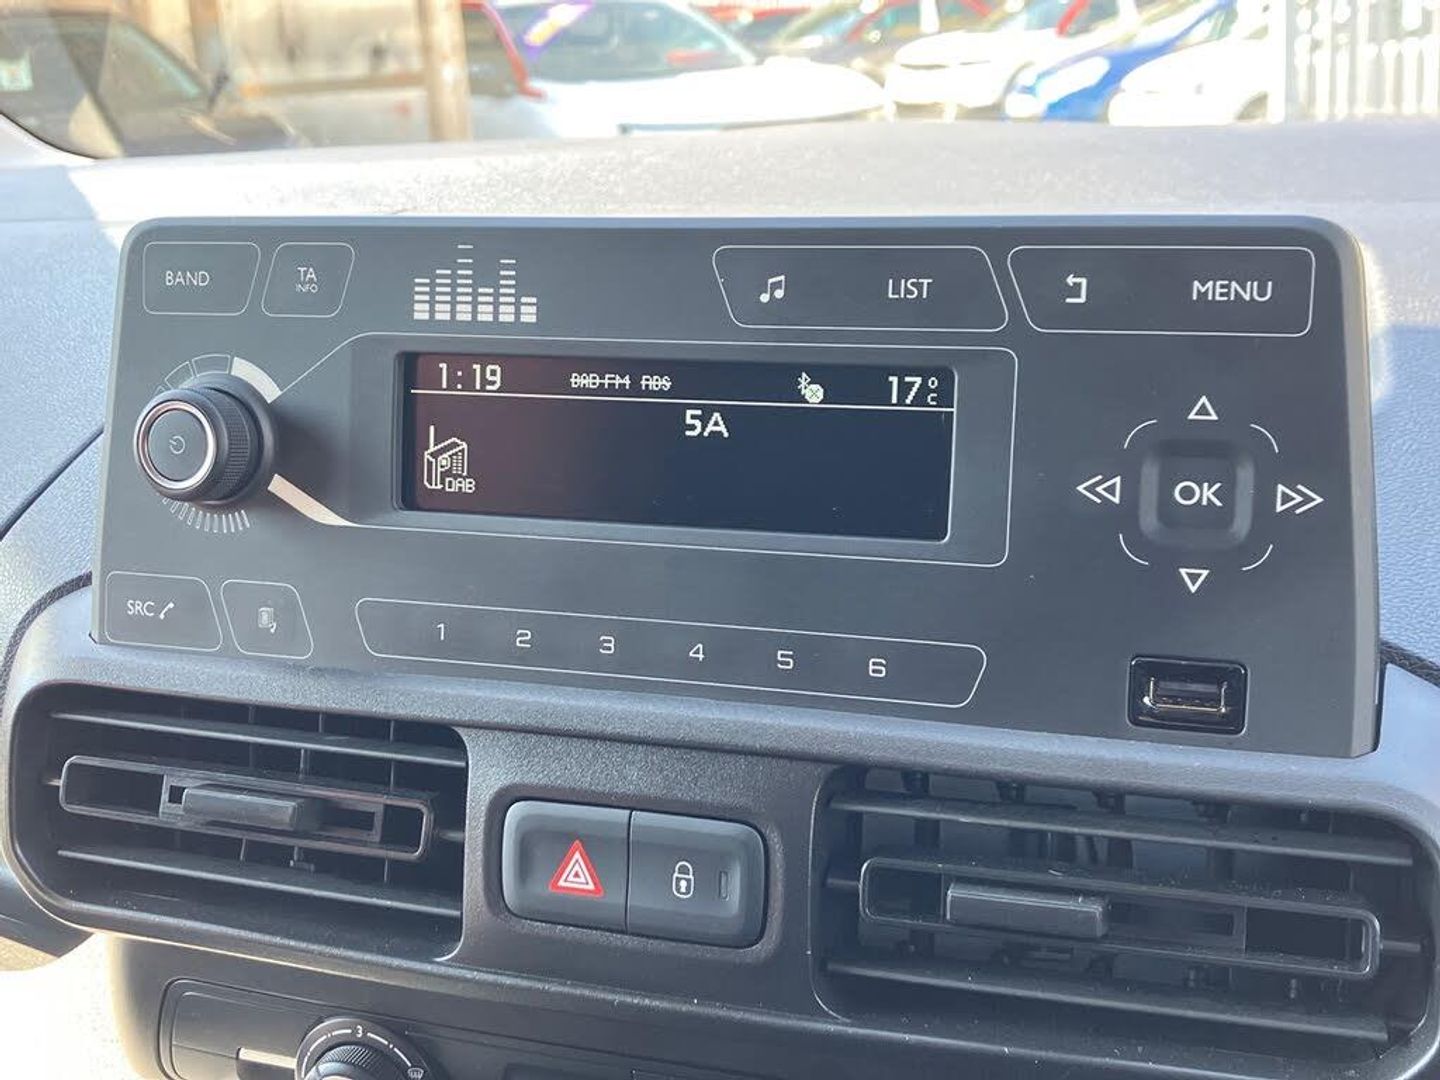 BAND
TA
INFO
LIST
MENU
1:19 DAB-FM RDS 17°C
5A
DAB
OK
SRC
1 2 3 4 5 6
3